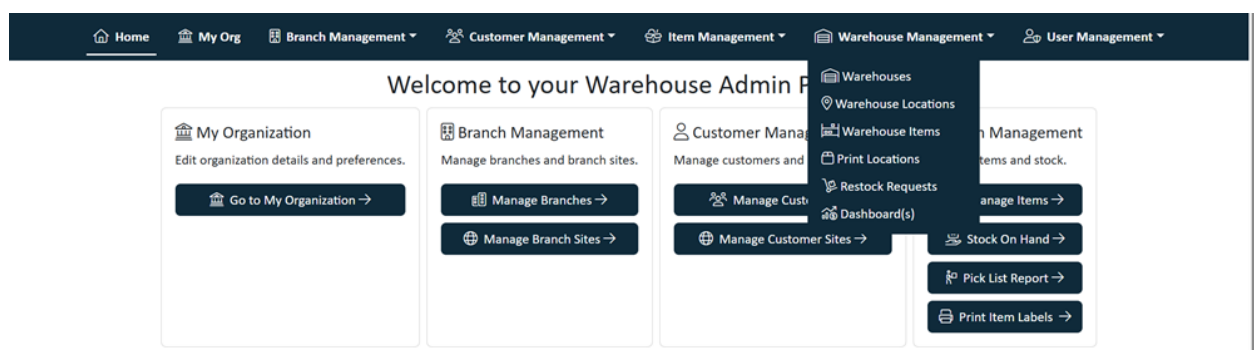 Home My Org Branch Management Customer Management Item Management Warehouse Management User Management
Warehouses
Warehouse Locations
Warehouse Items
Print Locations
Restock Requests
Dashboard(s)
Welcome to your Warehouse Admin P
My Organization
Edit organization details and preferences.
Go to My Organization →
Branch Management
Manage branches and branch sites.
Manage Branches →
Manage Branch Sites →
Customer Mana
Manage customers and
Manage Cust
Manage Customer Sites →
Management
items and stock.
anage Items →
Stock On Hand →
Pick List Report →
Print Item Labels →